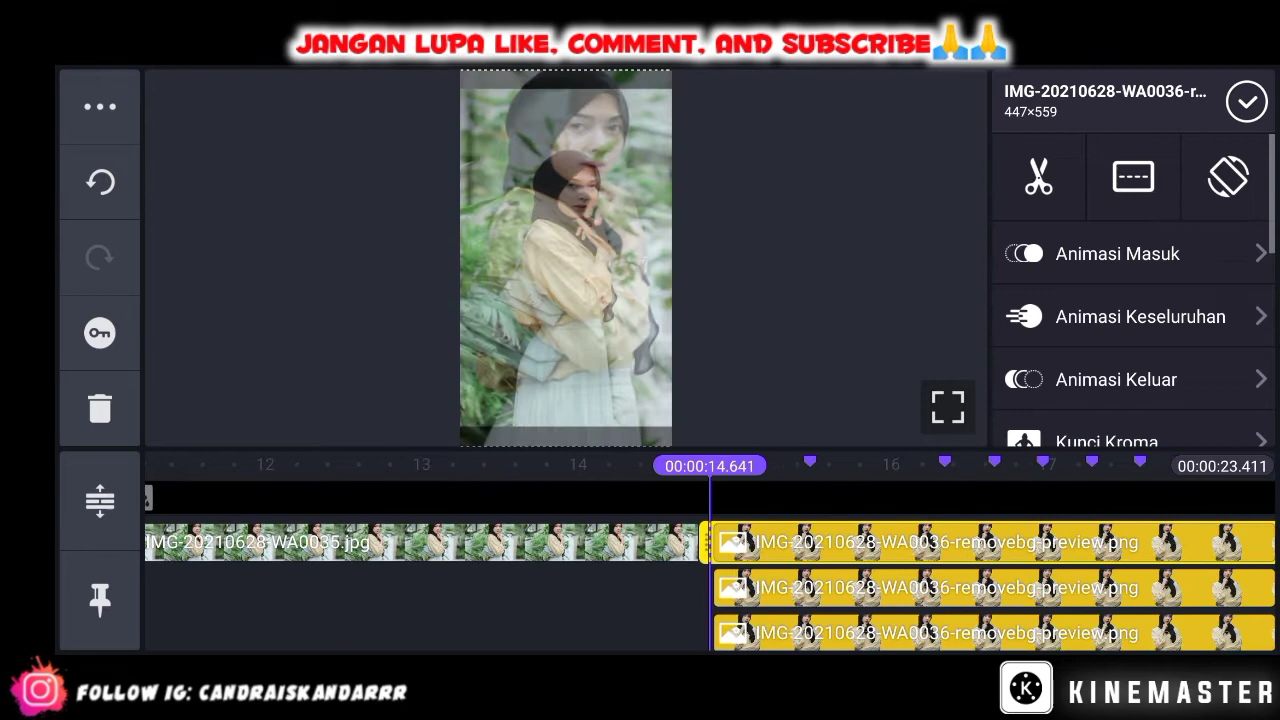 JANGAN LUPA LIKE, COMMENT, AND SUBSCRIBE🙏🙏
IMG-20210628-WA0036-r...
447×559
Animasi Masuk
Animasi Keseluruhan
Animasi Keluar
Kunci Kroma
12
13
14
00:00:14.641
16
17
00:00:23.411
IMG-20210628-WA0035.jpg
IMG-20210628-WA0036-removebg-preview.png
IMG-20210628-WA0036-removebg-preview.png
IMG-20210628-WA0036-removebg-preview.png
FOLLOW IG: CANDRAISKANDARRR
K KINEMASTER